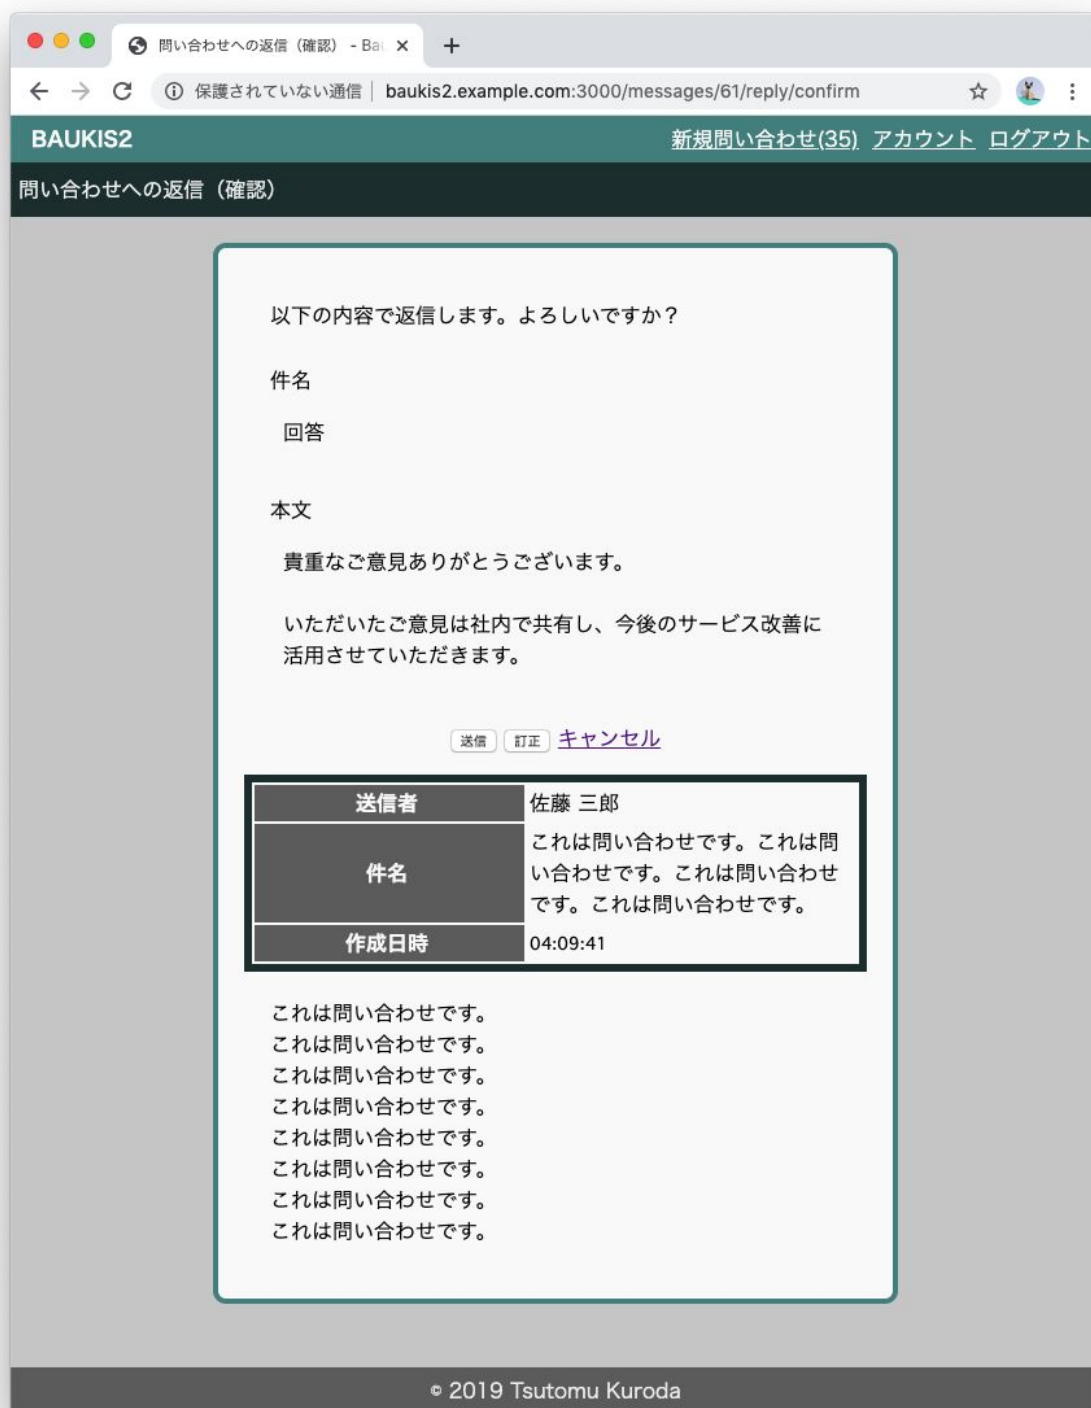 問い合わせへの返信（確認） - Bau
保護されていない通信 | baukis2.example.com:3000/messages/61/reply/confirm
BAUKIS2 新規問い合わせ(35) アカウント ログアウト
問い合わせへの返信（確認）
以下の内容で返信します。よろしいですか？
件名
回答
本文
貴重なご意見ありがとうございます。
いただいたご意見は社内で共有し、今後のサービス改善に
活用させていただきます。
送信 訂正 キャンセル
送信者 佐藤 三郎
件名 これは問い合わせです。これは問
い合わせです。これは問い合わせ
です。これは問い合わせです。
作成日時 04:09:41
これは問い合わせです。
これは問い合わせです。
これは問い合わせです。
これは問い合わせです。
これは問い合わせです。
これは問い合わせです。
これは問い合わせです。
これは問い合わせです。
© 2019 Tsutomu Kuroda